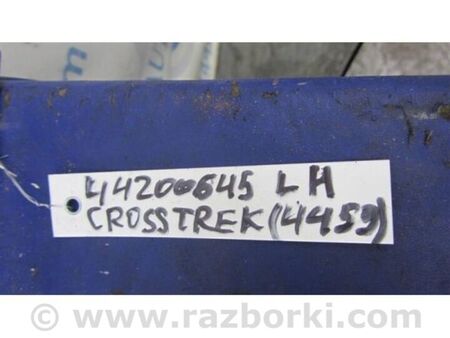 44200645 LH
CROSSTREK (4459)
© www.razborki.com